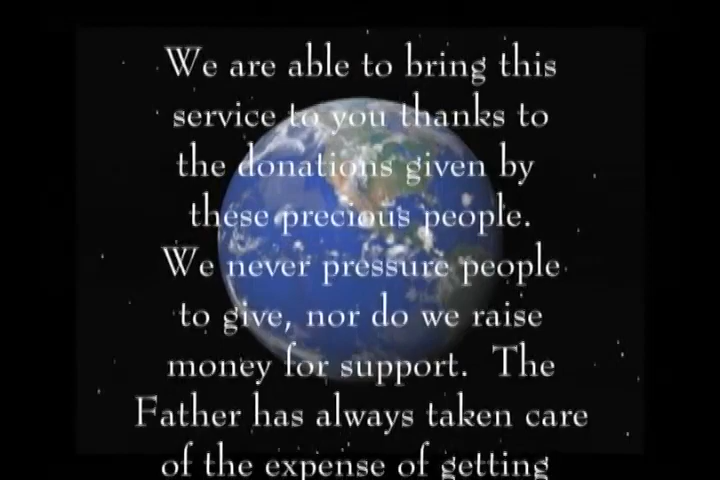 We are able to bring this
service to you thanks to
the donations given by
these precious people.
We never pressure people
to give, nor do we raise
money for support. The
Father has always taken care
of the expense of getting